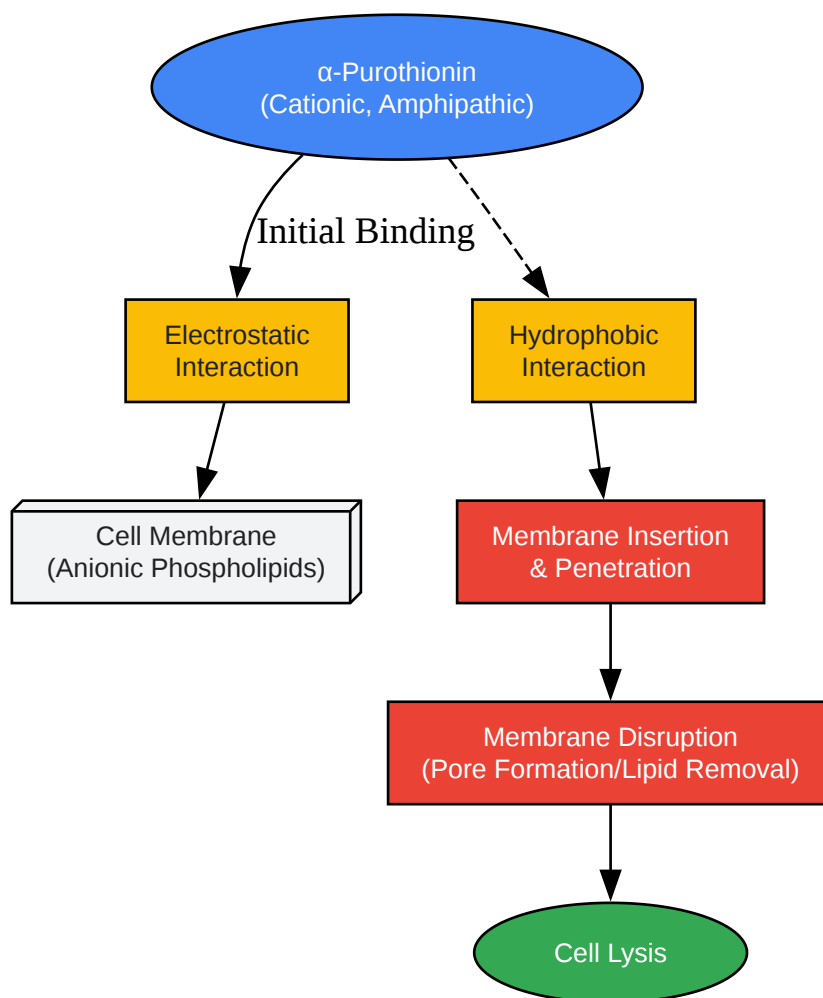 α-Purothionin
(Cationic, Amphipathic)
Initial Binding
Electrostatic
Interaction
Hydrophobic
Interaction
Cell Membrane
(Anionic Phospholipids)
Membrane Insertion
& Penetration
Membrane Disruption
(Pore Formation/Lipid Removal)
Cell Lysis